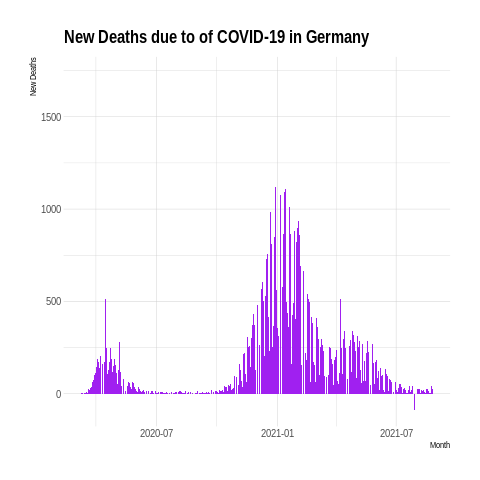 New Deaths due to of COVID-19 in Germany
New Deaths
1500
1000
500
0
2020-07
2021-01
2021-07
Month